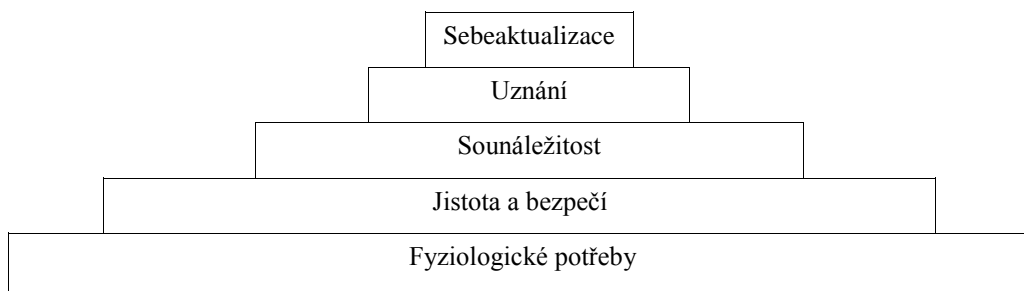 Sebeaktualizace
Uznání
Sounáležitost
Jistota a bezpečí
Fyziologické potřeby